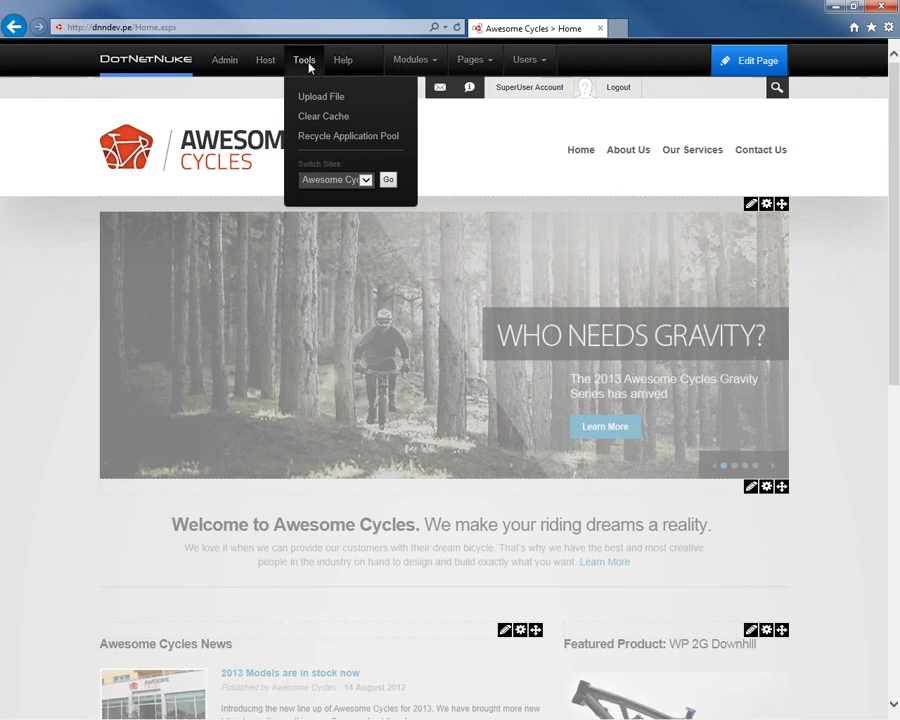 http://dnndev.pe/Home.aspx
Awesome Cycles > Home
DOTNETNUKE
Admin
Host
Tools
Help
Modules
Pages
Users
Edit Page
Upload File
Clear Cache
Recycle Application Pool
Switch Sites:
Awesome Cy
Go
SuperUser Account
Logout
AWESOM
CYCLES
Home
About Us
Our Services
Contact Us
WHO NEEDS GRAVITY?
The 2013 Awesome Cycles Gravity
Series has arrived
Learn More
Welcome to Awesome Cycles. We make your riding dreams a reality.
We love it when we can provide our customers with their dream bicycle. That's why we have the best and most creative
people in the industry on hand to design and build exactly what you want. Learn More
Awesome Cycles News
Featured Product: WP 2G Downhill
AWESOME
CYCLES
2013 Models are in stock now
Published by Awesome Cycles - 14 August 2012
Introducing the new line up of Awesome Cycles for 2013. We have brought more new